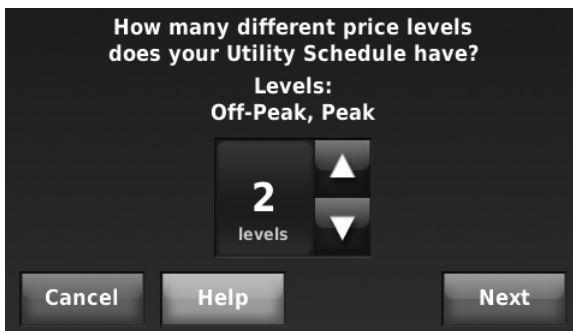 How many different price levels
does your Utility Schedule have?
Levels:
Off-Peak, Peak
2
levels
Cancel
Help
Next